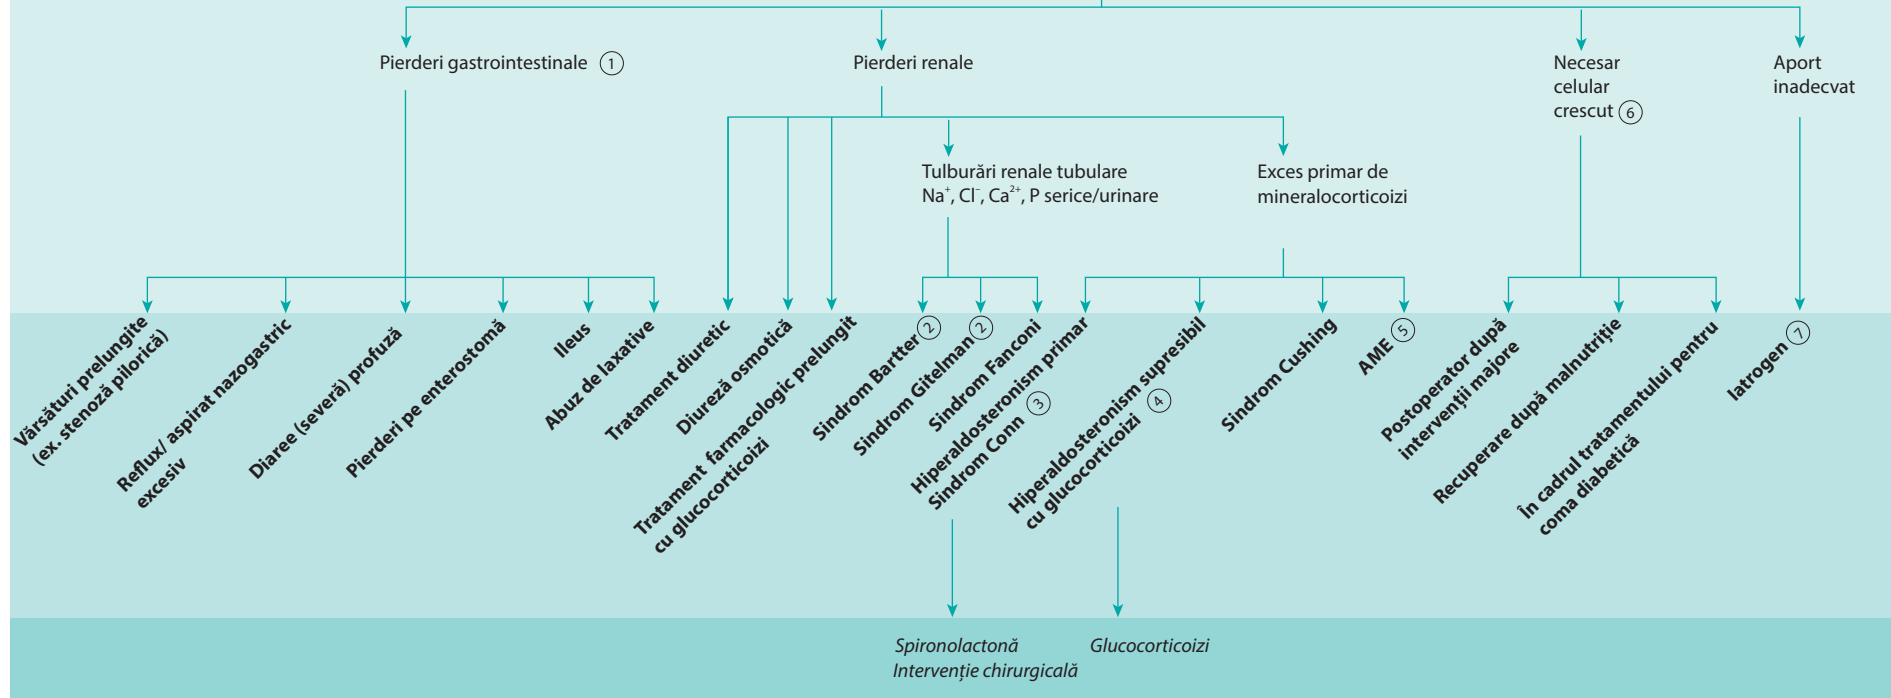 Pierderi gastrointestinale 1
Pierderi renale
Necesar
celular
crescut 6
Aport
inadecvat
Tulburări renale tubulare
Na⁺, Cl⁻, Ca²⁺, P serice/urinare
Exces primar de
mineralocorticoizi
Vărsături prelungite
(ex. stenoză pilorică)
Reflux/ aspirat nazogastric
excesiv
Diaree (severă) profuză
Pierderi pe enterostomă
Ileus
Abuz de laxative
Tratament diuretic
Diureză osmotică
Tratament farmacologic prelungit
cu glucocorticoizi
Sindrom Bartter 2
Sindrom Gitelman 2
Sindrom Fanconi
Hiperaldosteronism primar
Sindrom Conn 3
Hiperaldosteronism supresibil
cu glucocorticoizi 4
Sindrom Cushing
AME 5
Postoperator după
intervenții majore
Recuperare după malnutriție
În cadrul tratamentului pentru
coma diabetică
Iatrogen 7
Spironolactonă
Intervenție chirurgicală
Glucocorticoizi